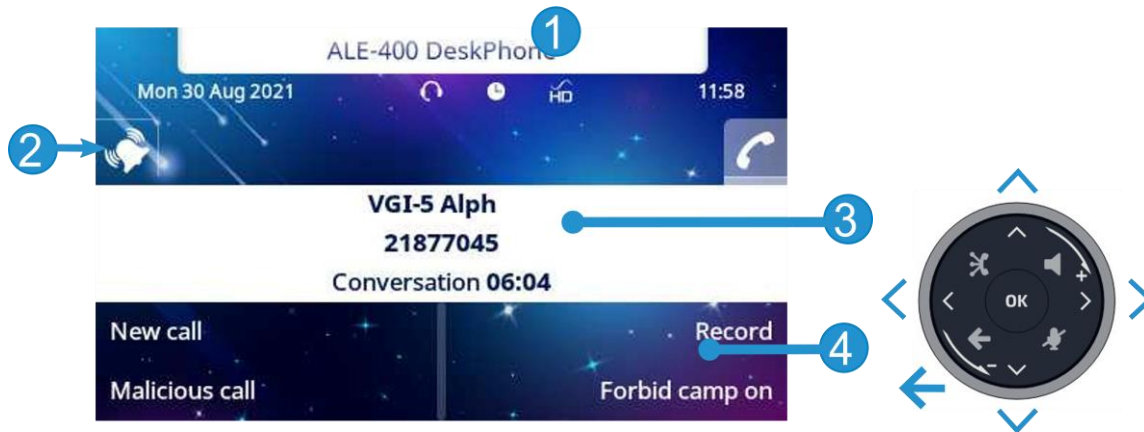 1
ALE-400 DeskPhone
Mon 30 Aug 2021 HD 11:58
2
VGI-5 Alph
3
21877045
Conversation 06:04
OK
New call Record
4
Malicious call Forbid camp on